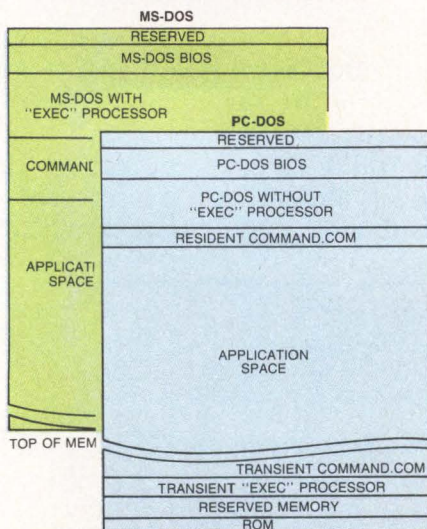 MS-DOS
RESERVED
MS-DOS BIOS
MS-DOS WITH
"EXEC" PROCESSOR
COMMAND
APPLICATI
SPACE
TOP OF MEM
PC-DOS
RESERVED
PC-DOS BIOS
PC-DOS WITHOUT
"EXEC" PROCESSOR
RESIDENT COMMAND.COM
APPLICATION
SPACE
TRANSIENT COMMAND.COM
TRANSIENT "EXEC" PROCESSOR
RESERVED MEMORY
ROM